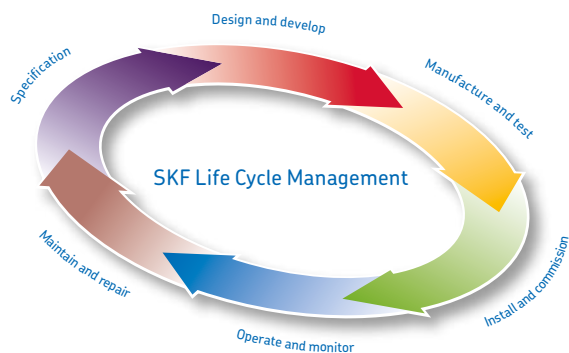 Design and develop
Specification
Manufacture and test
SKF Life Cycle Management
Maintain and repair
Install and commission
Operate and monitor